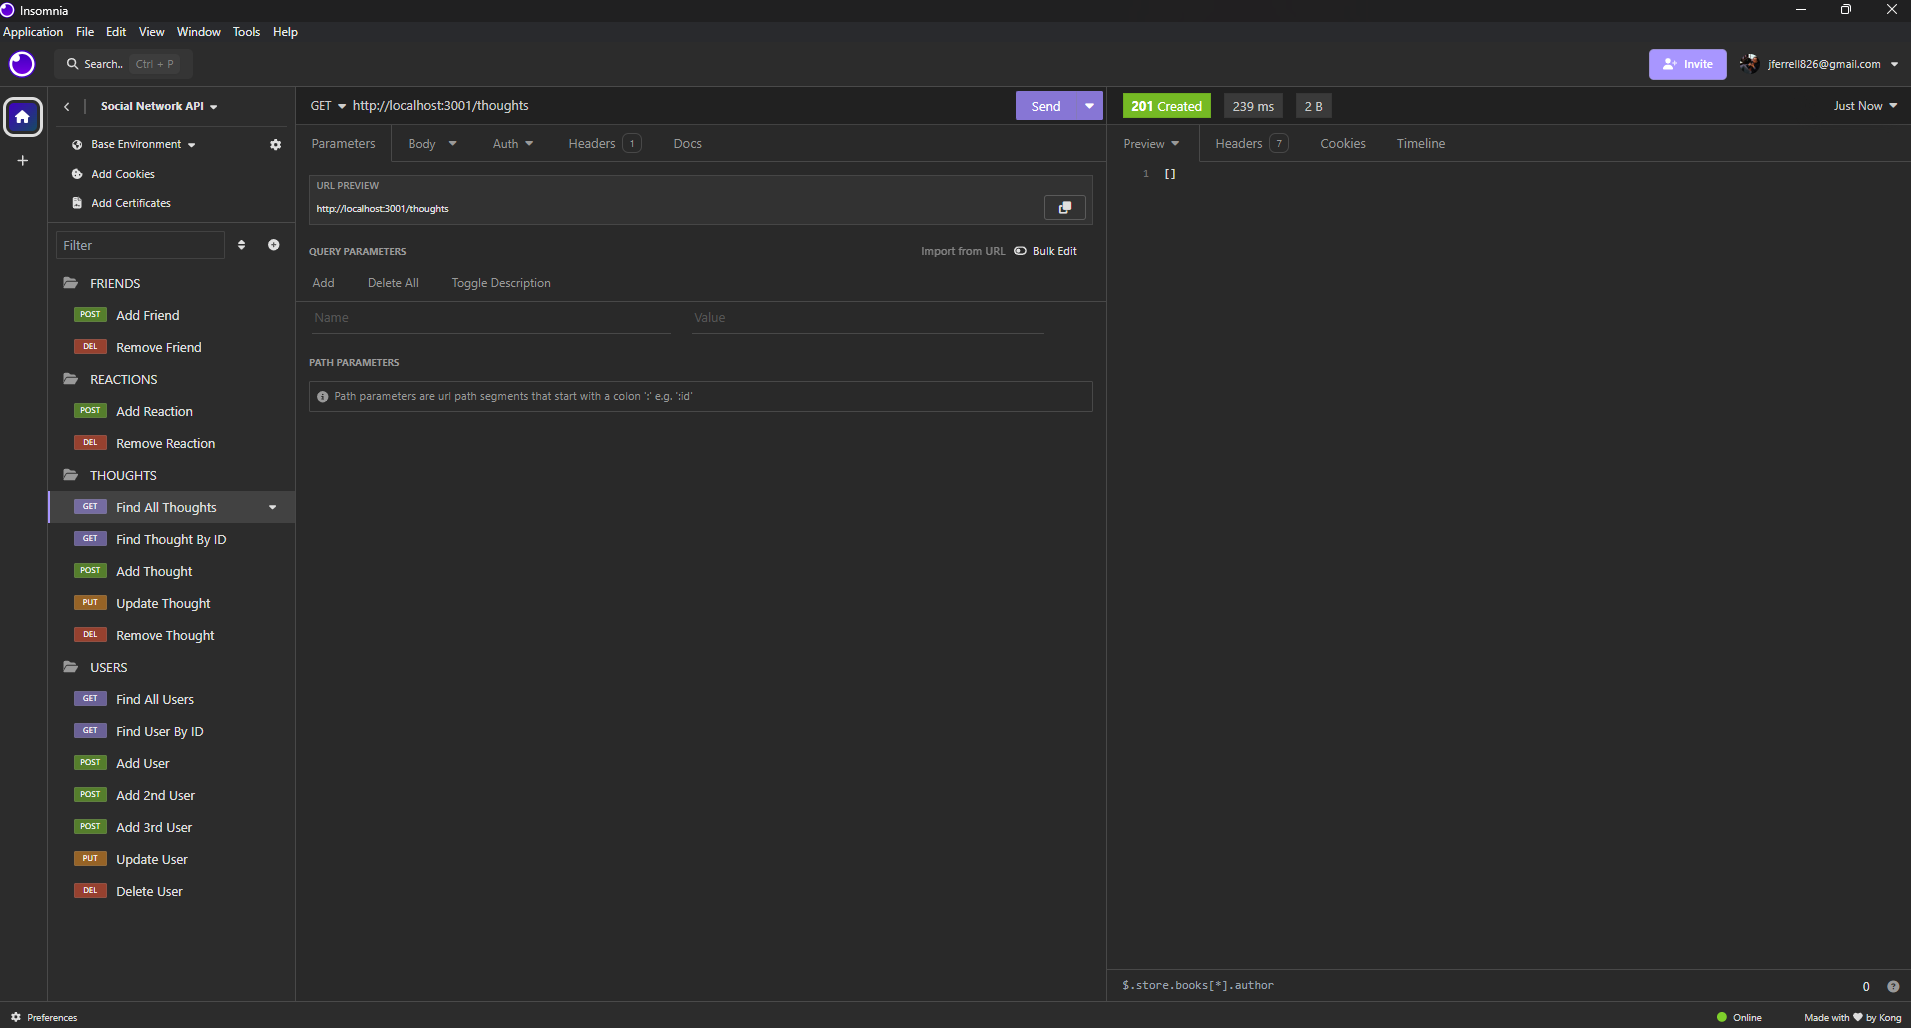 Insomnia
Application File Edit View Window Tools Help
Search.. Ctrl + P
Invite jferrell826@gmail.com
Social Network API
Base Environment
Add Cookies
Add Certificates
Filter
FRIENDS
POST Add Friend
DEL Remove Friend
REACTIONS
POST Add Reaction
DEL Remove Reaction
THOUGHTS
GET Find All Thoughts
GET Find Thought By ID
POST Add Thought
PUT Update Thought
DEL Remove Thought
USERS
GET Find All Users
GET Find User By ID
POST Add User
POST Add 2nd User
POST Add 3rd User
PUT Update User
DEL Delete User
GET http://localhost:3001/thoughts Send
Parameters Body Auth Headers 1 Docs
URL PREVIEW
http://localhost:3001/thoughts
QUERY PARAMETERS Import from URL Bulk Edit
Add Delete All Toggle Description
Name Value
PATH PARAMETERS
Path parameters are url path segments that start with a colon ':' e.g. ':id'
201 Created 239 ms 2 B Just Now
Preview Headers 7 Cookies Timeline
1 []
$.store.books[*].author 0
Preferences Online Made with ❤ by Kong